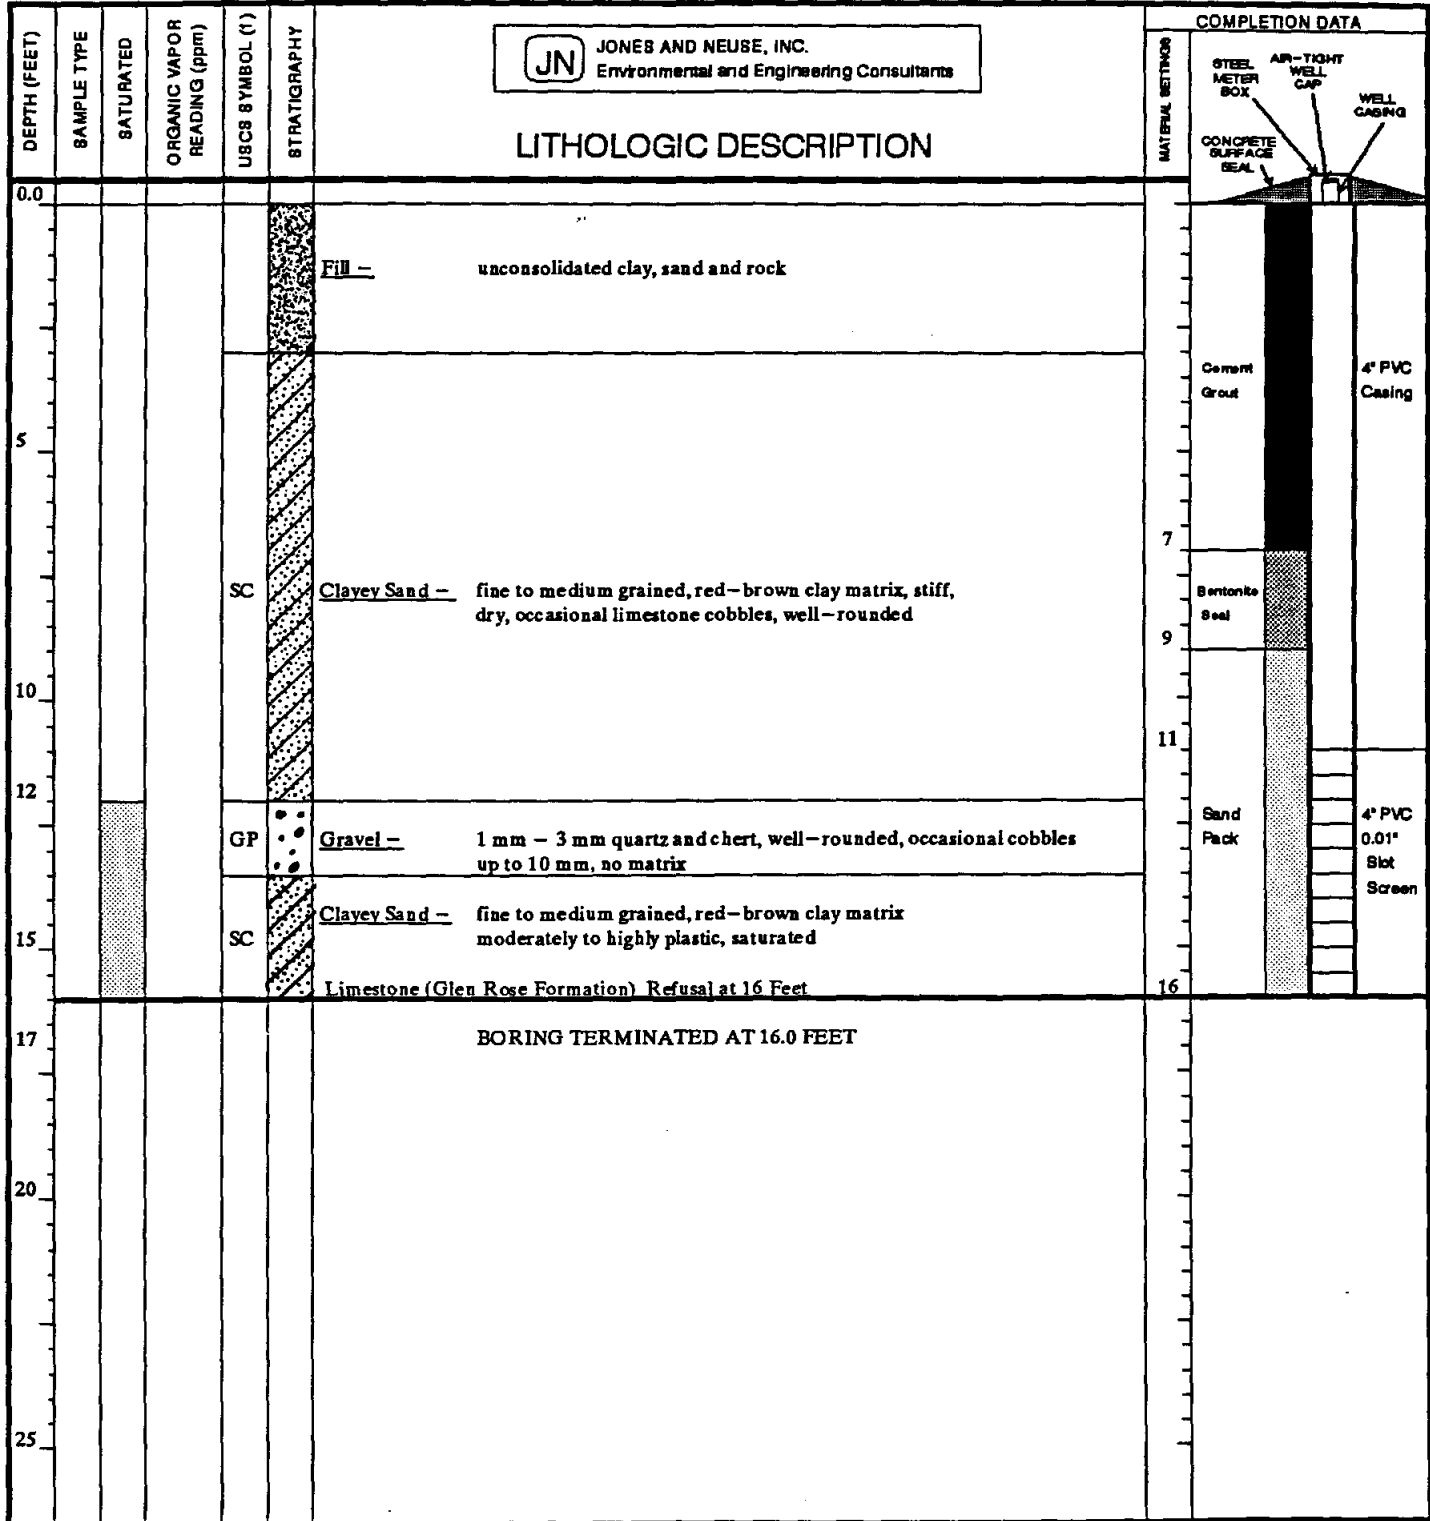 DEPTH (FEET)
SAMPLE TYPE
SATURATED
ORGANIC VAPOR
READING (ppm)
USCS SYMBOL (1)
STRATIGRAPHY
JN
JONES AND NEUSE, INC.
Environmental and Engineering Consultants
LITHOLOGIC DESCRIPTION
MATERIAL SETTINGS
COMPLETION DATA
STEEL
METER
BOX
AIR-TIGHT
WELL
CAP
WELL
CASING
CONCRETE
SURFACE
SEAL
0.0
Fill – unconsolidated clay, sand and rock
Cement
Grout
4" PVC
Casing
5
7
SC
Clayey Sand – fine to medium grained, red-brown clay matrix, stiff,
dry, occasional limestone cobbles, well-rounded
Bentonite
Seal
9
10
11
12
GP
Gravel – 1 mm – 3 mm quartz and chert, well-rounded, occasional cobbles
up to 10 mm, no matrix
Sand
Pack
4" PVC
0.01"
Slot
Screen
SC
Clayey Sand – fine to medium grained, red-brown clay matrix
moderately to highly plastic, saturated
15
Limestone (Glen Rose Formation) Refusal at 16 Feet
16
17
BORING TERMINATED AT 16.0 FEET
20
25